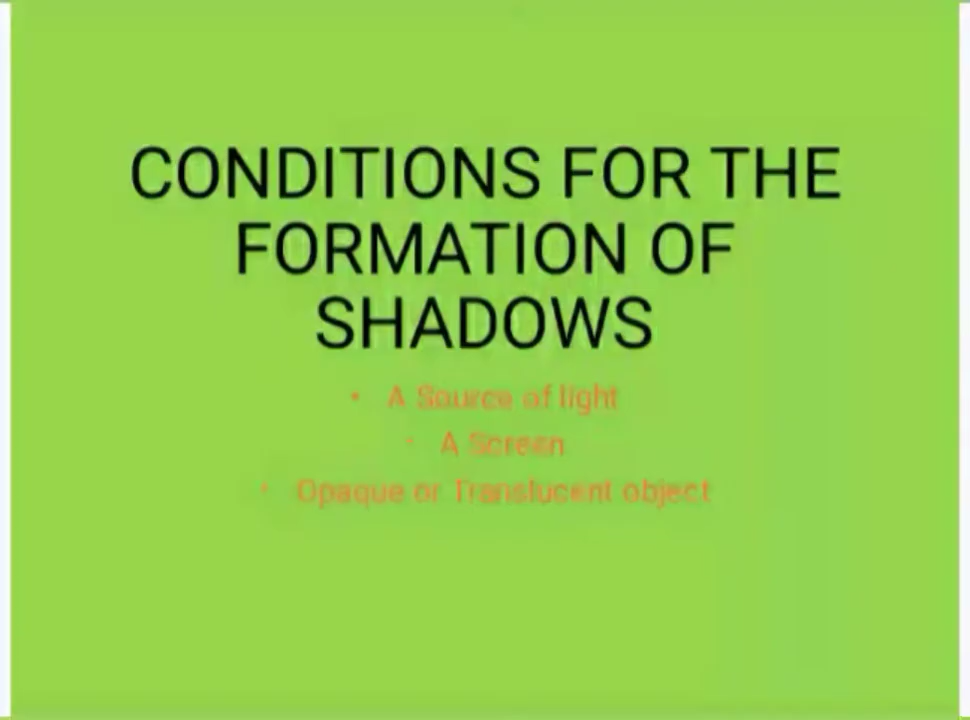 CONDITIONS FOR THE
FORMATION OF
SHADOWS
• A Source of light
• A Screen
• Opaque or Translucent object